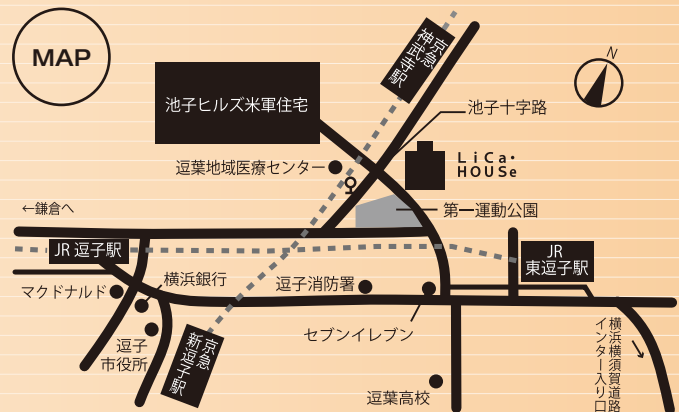 MAP
京急
神武寺駅
N
池子ヒルズ米軍住宅
池子十字路
逗葉地域医療センター
LiCa・
HOUSe
←鎌倉へ
第一運動公園
JR 逗子駅
JR
東逗子駅
横浜銀行
逗子消防署
マクドナルド
セブンイレブン
逗子
市役所
京急
新逗子駅
横浜横須賀道路
インター入り口
逗葉高校